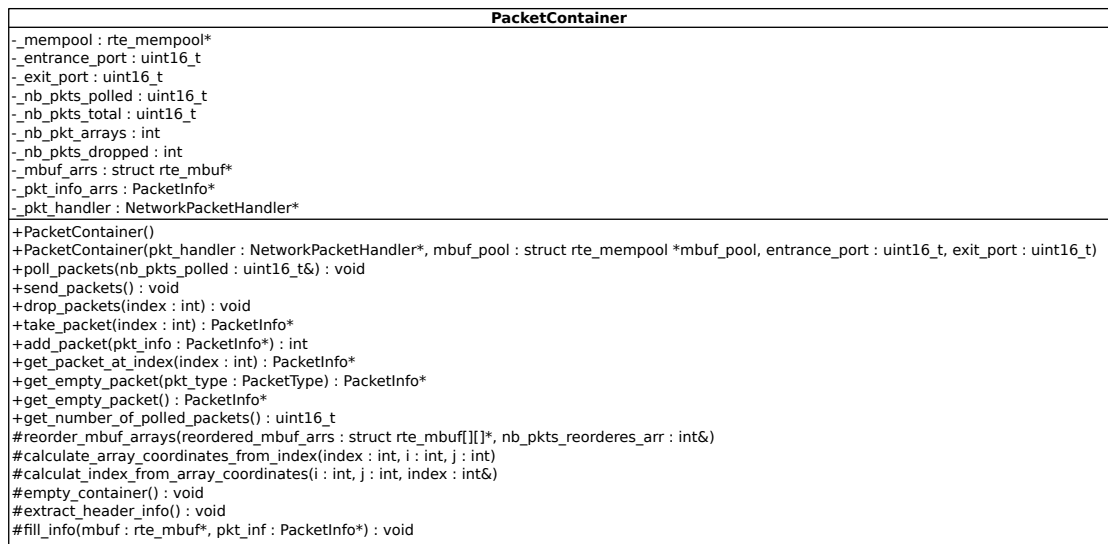 PacketContainer
-_mempool : rte_mempool*
-_entrance_port : uint16_t
-_exit_port : uint16_t
-_nb_pkts_polled : uint16_t
-_nb_pkts_total : uint16_t
-_nb_pkt_arrays : int
-_nb_pkts_dropped : int
-_mbuf_arrs : struct rte_mbuf*
-_pkt_info_arrs : PacketInfo*
-_pkt_handler : NetworkPacketHandler*
+PacketContainer()
+PacketContainer(pkt_handler : NetworkPacketHandler*, mbuf_pool : struct rte_mempool *mbuf_pool, entrance_port : uint16_t, exit_port : uint16_t)
+poll_packets(nb_pkts_polled : uint16_t&) : void
+send_packets() : void
+drop_packets(index : int) : void
+take_packet(index : int) : PacketInfo*
+add_packet(pkt_info : PacketInfo*) : int
+get_packet_at_index(index : int) : PacketInfo*
+get_empty_packet(pkt_type : PacketType) : PacketInfo*
+get_empty_packet() : PacketInfo*
+get_number_of_polled_packets() : uint16_t
#reorder_mbuf_arrays(reordered_mbuf_arrs : struct rte_mbuf[][]*, nb_pkts_reorderes_arr : int&)
#calculate_array_coordinates_from_index(index : int, i : int, j : int)
#calculat_index_from_array_coordinates(i : int, j : int, index : int&)
#empty_container() : void
#extract_header_info() : void
#fill_info(mbuf : rte_mbuf*, pkt_inf : PacketInfo*) : void